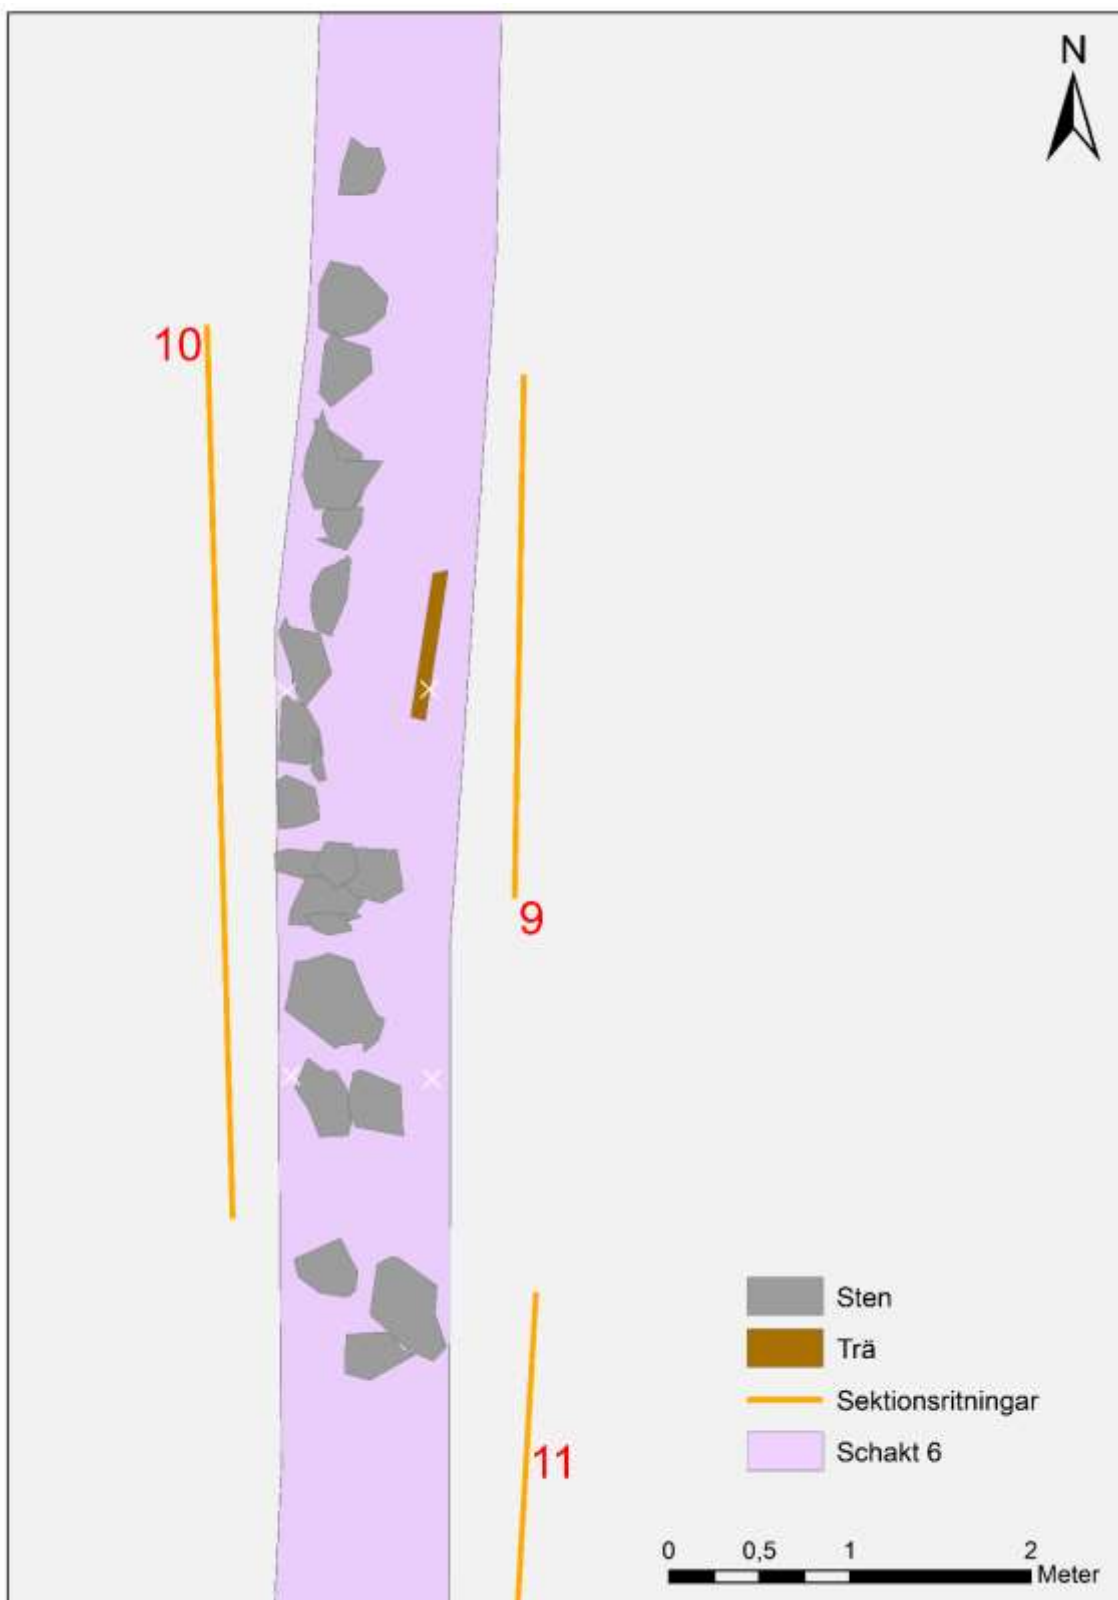 N
10
9
Sten
Trä
Sektionsritningar
Schakt 6
11
0 0,5 1 2
Meter